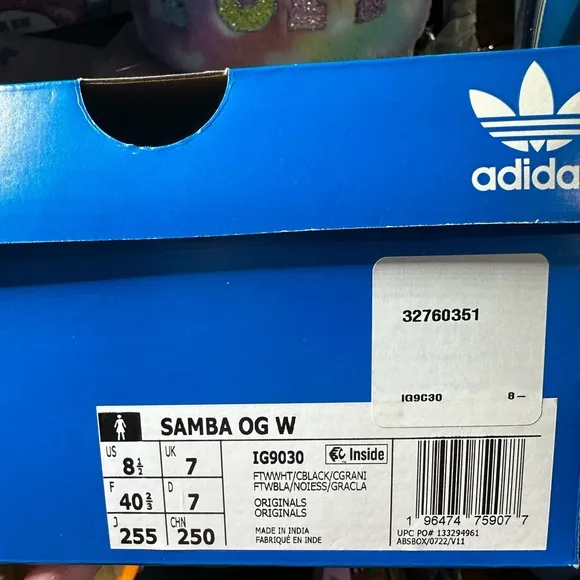 adida
32760351
IG9C30 8–
SAMBA OG W
US 8½ UK 7
F 40⅔ D 7
J 255 CHN 250
IG9030 Inside
FTWWHT/CBLACK/CGRANI
FTWBLA/NOIESS/GRACLA
ORIGINALS
ORIGINALS
MADE IN INDIA
FABRIQUÉ EN INDE
1 96474 75907 7
UPC PO# 133294961
ABSBOX/0722/V11